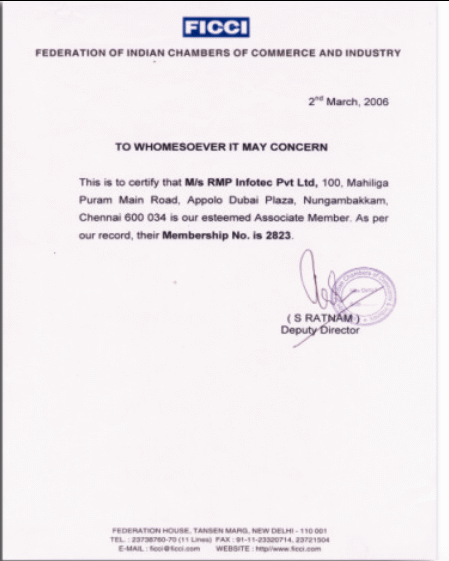 FICCI
FEDERATION OF INDIAN CHAMBERS OF COMMERCE AND INDUSTRY
2nd March, 2006
TO WHOMESOEVER IT MAY CONCERN
This is to certify that M/s RMP Infotec Pvt Ltd, 100, Mahiliga
Puram Main Road, Appolo Dubai Plaza, Nungambakkam,
Chennai 600 034 is our esteemed Associate Member. As per
our record, their Membership No. is 2823.
( S RATNAM )
Deputy Director
FEDERATION HOUSE, TANSEN MARG, NEW DELHI - 110 001
TEL. : 23738760-70 (11 Lines) FAX : 91-11-23320714, 23721504
E-MAIL : ficci@ficci.com WEBSITE : http//www.ficci.com